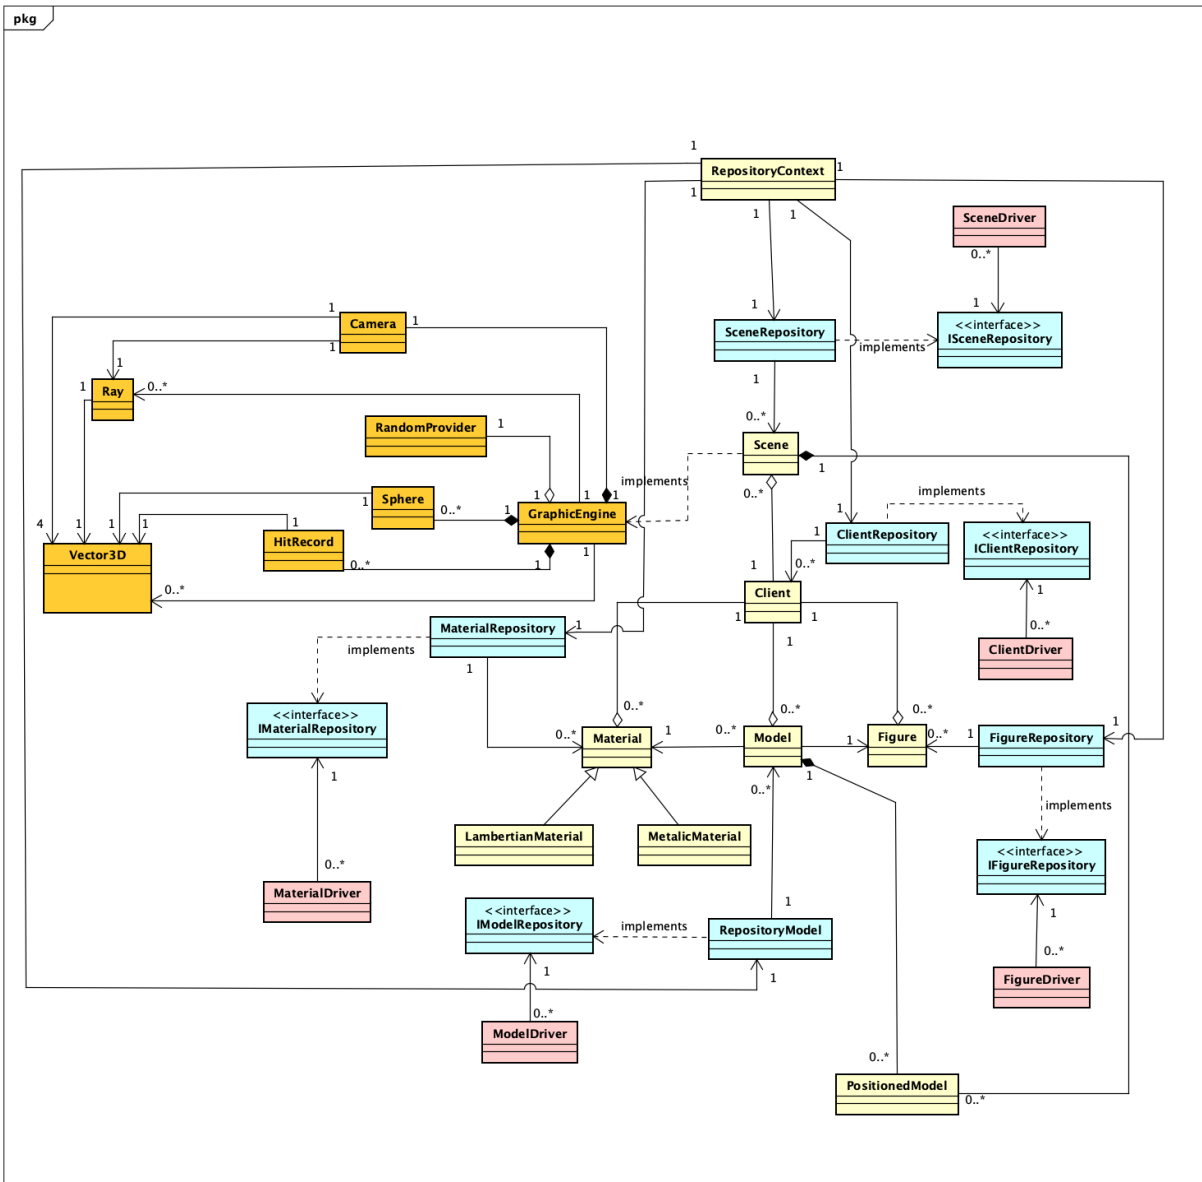 pkg
1
RepositoryContext
1
1
1
1
SceneDriver
0..*
1
1
1
Camera
1
1
SceneRepository
implements
<<interface>>
ISceneRepository
1
1
Ray
0..*
1
0..*
RandomProvider
1
Scene
1
implements
0..*
Sphere
1
0..*
1
1
1
1
GraphicEngine
implements
4
1
1
1
1
HitRecord
1
ClientRepository
1
<<interface>>
IClientRepository
Vector3D
0..*
1
1
1
0..*
0..*
Client
1
1
1
1
MaterialRepository
1
0..*
implements
ClientDriver
1
<<interface>>
IMaterialRepository
0..*
0..*
0..*
0..*
Material
1
0..*
Model
1
Figure
0..*
1
FigureRepository
1
1
1
0..*
implements
LambertianMaterial
MetalicMaterial
<<interface>>
IFigureRepository
0..*
MaterialDriver
1
<<interface>>
IModelRepository
implements
RepositoryModel
1
0..*
1
1
FigureDriver
0..*
ModelDriver
0..*
PositionedModel
0..*